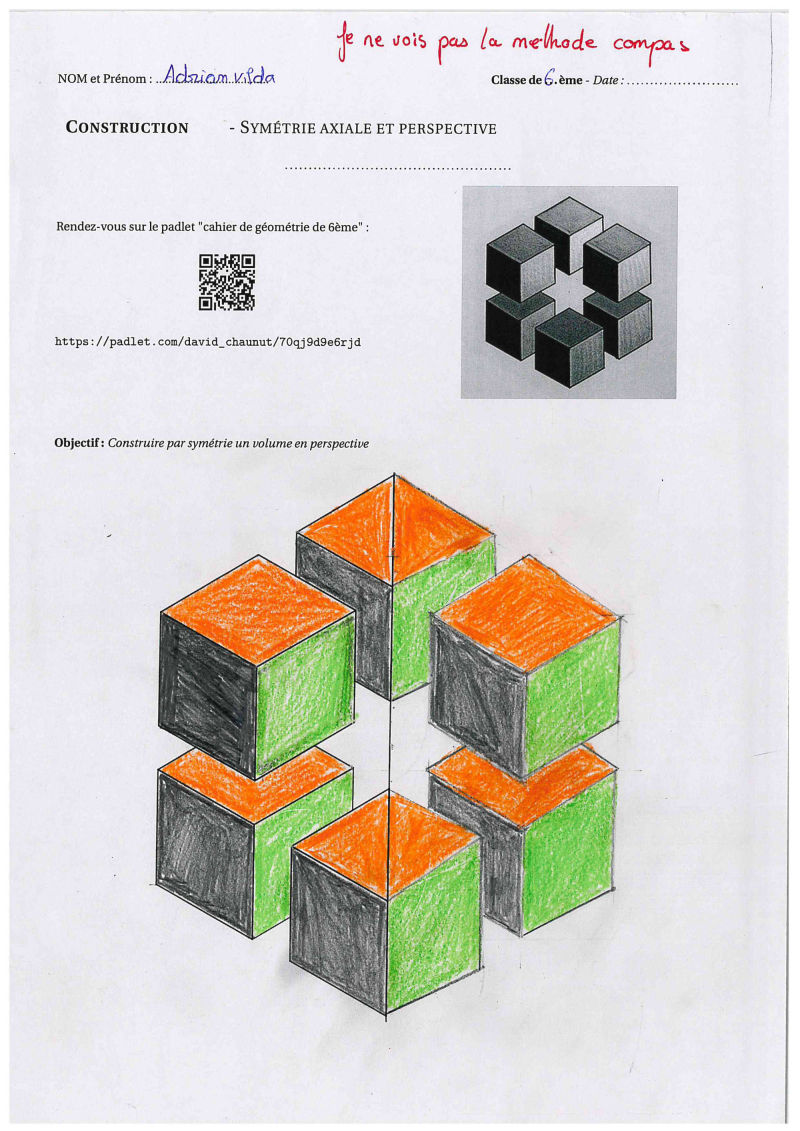 Je ne vois pas la methode compas
NOM et Prénom : ..Adrian Vida
Classe de 6.ème - Date : ........................
CONSTRUCTION - SYMÉTRIE AXIALE ET PERSPECTIVE
................................................
Rendez-vous sur le padlet "cahier de géométrie de 6ème" :
https://padlet.com/david_chaunut/70qj9d9e6rjd
Objectif : Construire par symétrie un volume en perspective